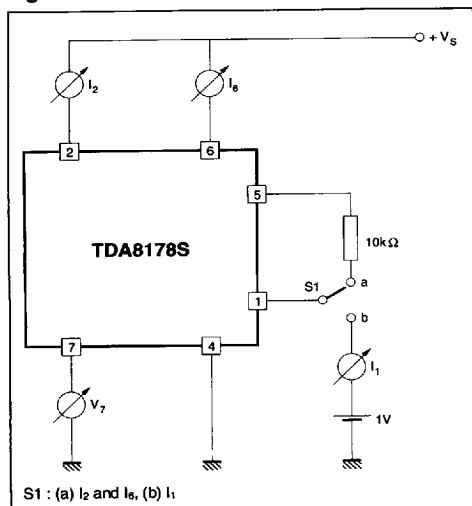 + VS
I2
I6
2
6
5
TDA8178S
10kΩ
S1
a
1
b
7
4
I1
V7
1V
S1 : (a) I2 and I6, (b) I1